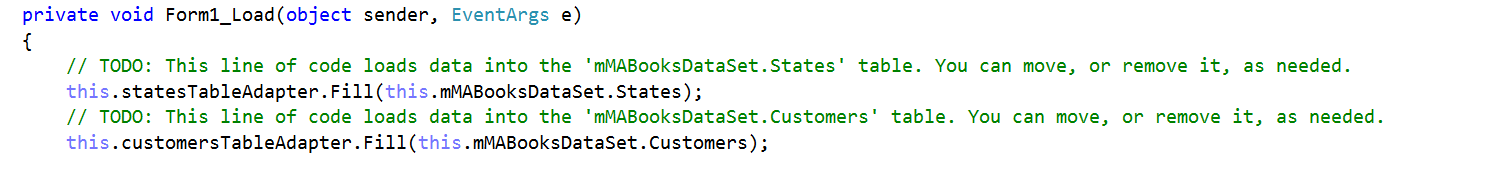 private void Form1_Load(object sender, EventArgs e)
{
// TODO: This line of code loads data into the 'mMABooksDataSet.States' table. You can move, or remove it, as needed.
this.statesTableAdapter.Fill(this.mMABooksDataSet.States);
// TODO: This line of code loads data into the 'mMABooksDataSet.Customers' table. You can move, or remove it, as needed.
this.customersTableAdapter.Fill(this.mMABooksDataSet.Customers);